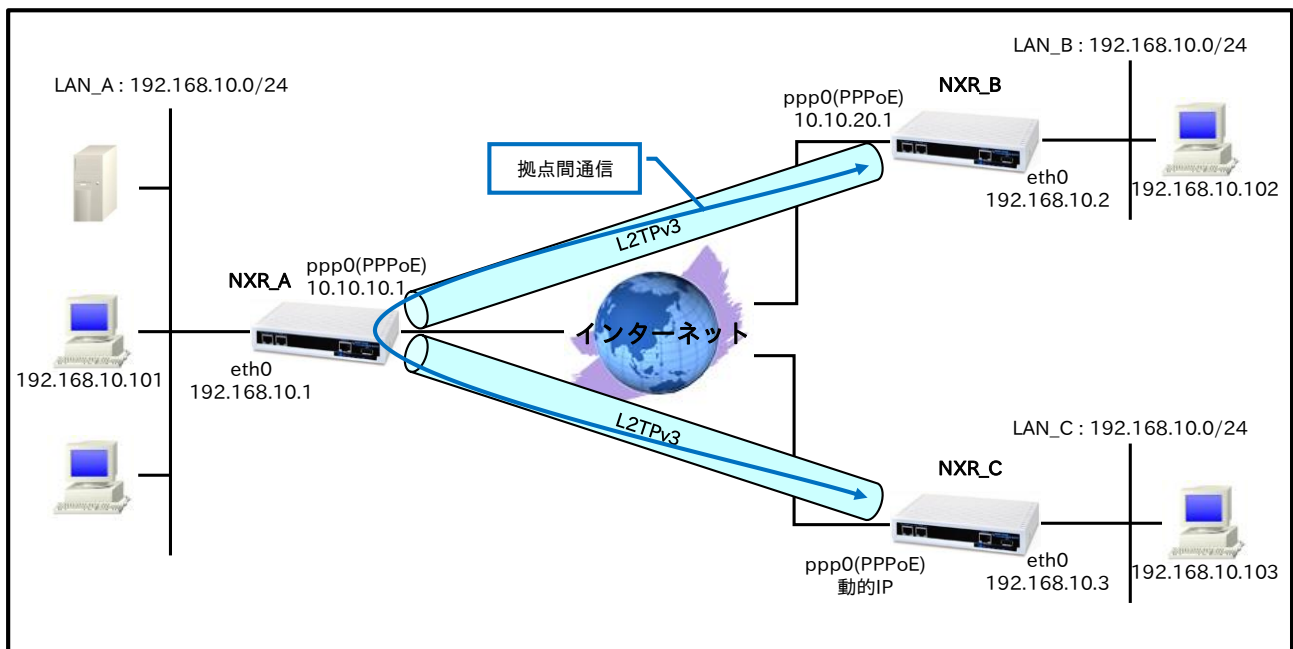 LAN_A : 192.168.10.0/24
192.168.10.101
NXR_A
ppp0(PPPoE)
10.10.10.1
eth0
192.168.10.1
拠点間通信
L2TPv3
L2TPv3
インターネット
LAN_B : 192.168.10.0/24
ppp0(PPPoE)
10.10.20.1
NXR_B
eth0
192.168.10.2
192.168.10.102
LAN_C : 192.168.10.0/24
NXR_C
ppp0(PPPoE)
動的IP
eth0
192.168.10.3
192.168.10.103